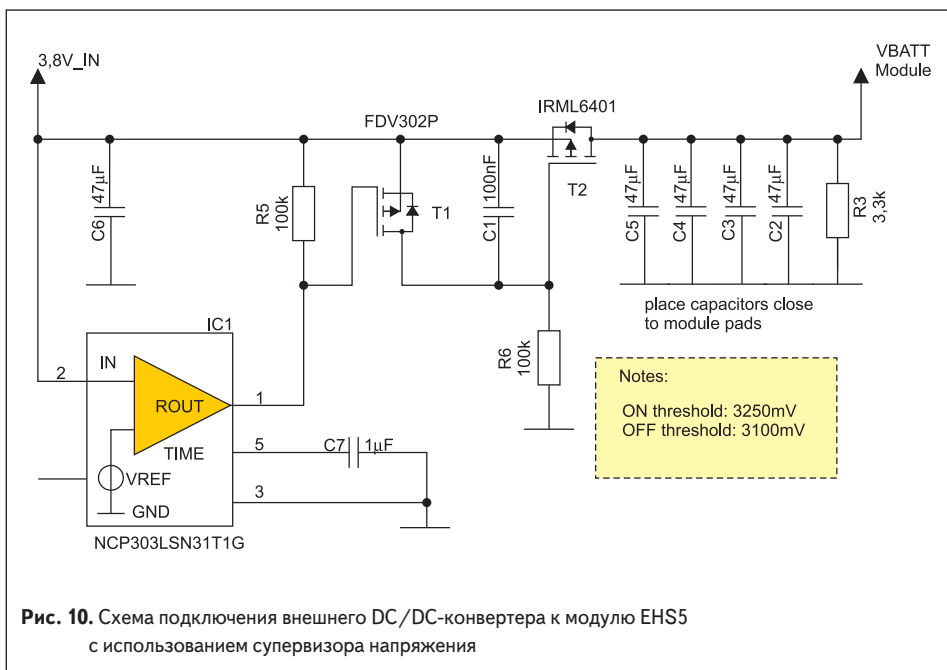 3,8V_IN
VBATT
Module
FDV302P
IRML6401
C6
47µF
R5
100k
T1
C1
100nF
T2
C5
47µF
C4
47µF
C3
47µF
C2
47µF
R3
3,3k
place capacitors close
to module pads
R6
100k
IC1
2
IN
ROUT
1
TIME
5
C7
1µF
VREF
3
GND
NCP303LSN31T1G
Notes:
ON threshold: 3250mV
OFF threshold: 3100mV
Рис. 10. Схема подключения внешнего DC/DC-конвертера к модулю EHS5
с использованием супервизора напряжения